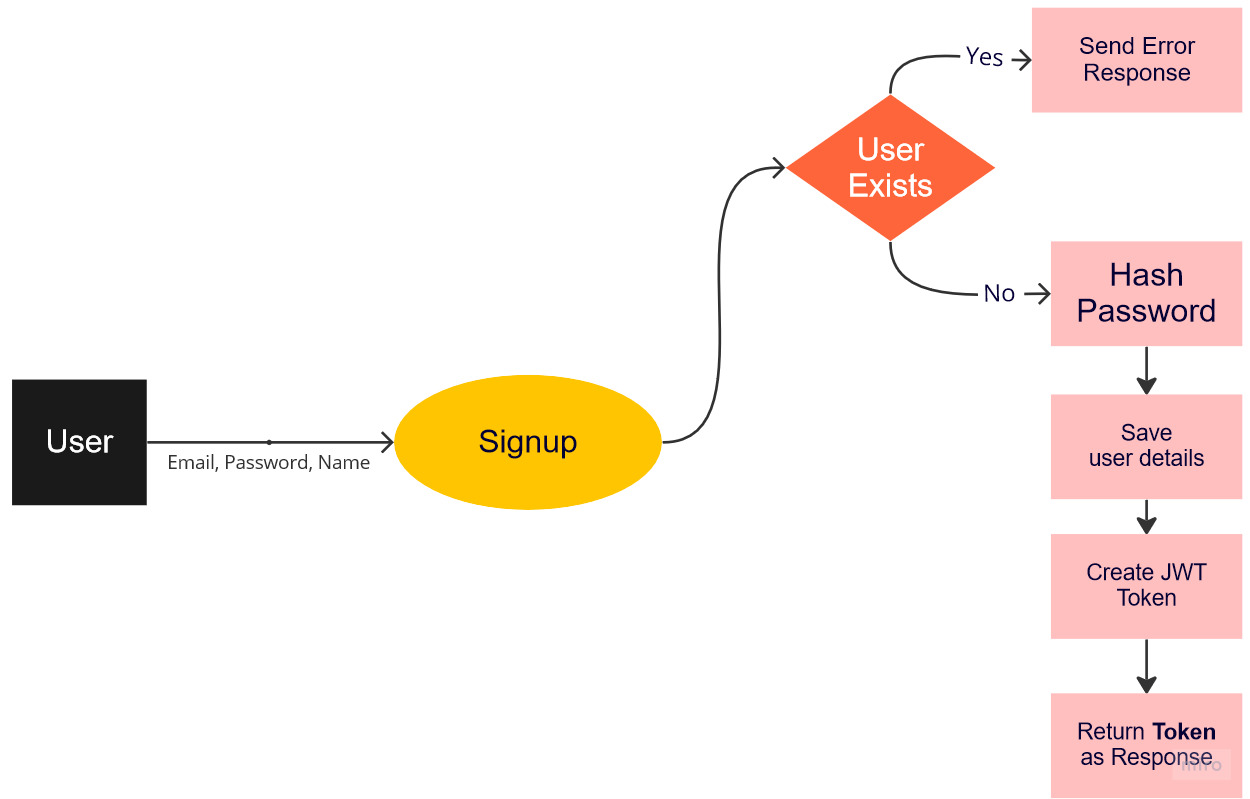 User
Email, Password, Name
Signup
User
Exists
Yes
Send Error
Response
No
Hash
Password
Save
user details
Create JWT
Token
Return Token
as Response
miro